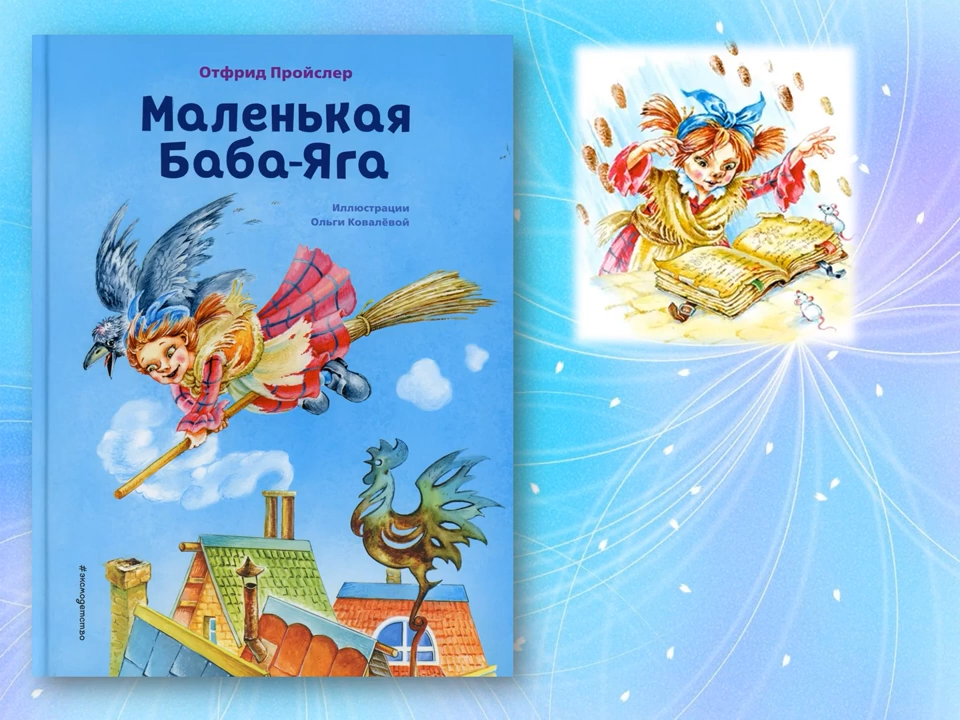 Отфрид Пройслер
Маленькая
Баба-Яга
Иллюстрации
Ольги Ковалёвой
#эксмодетство